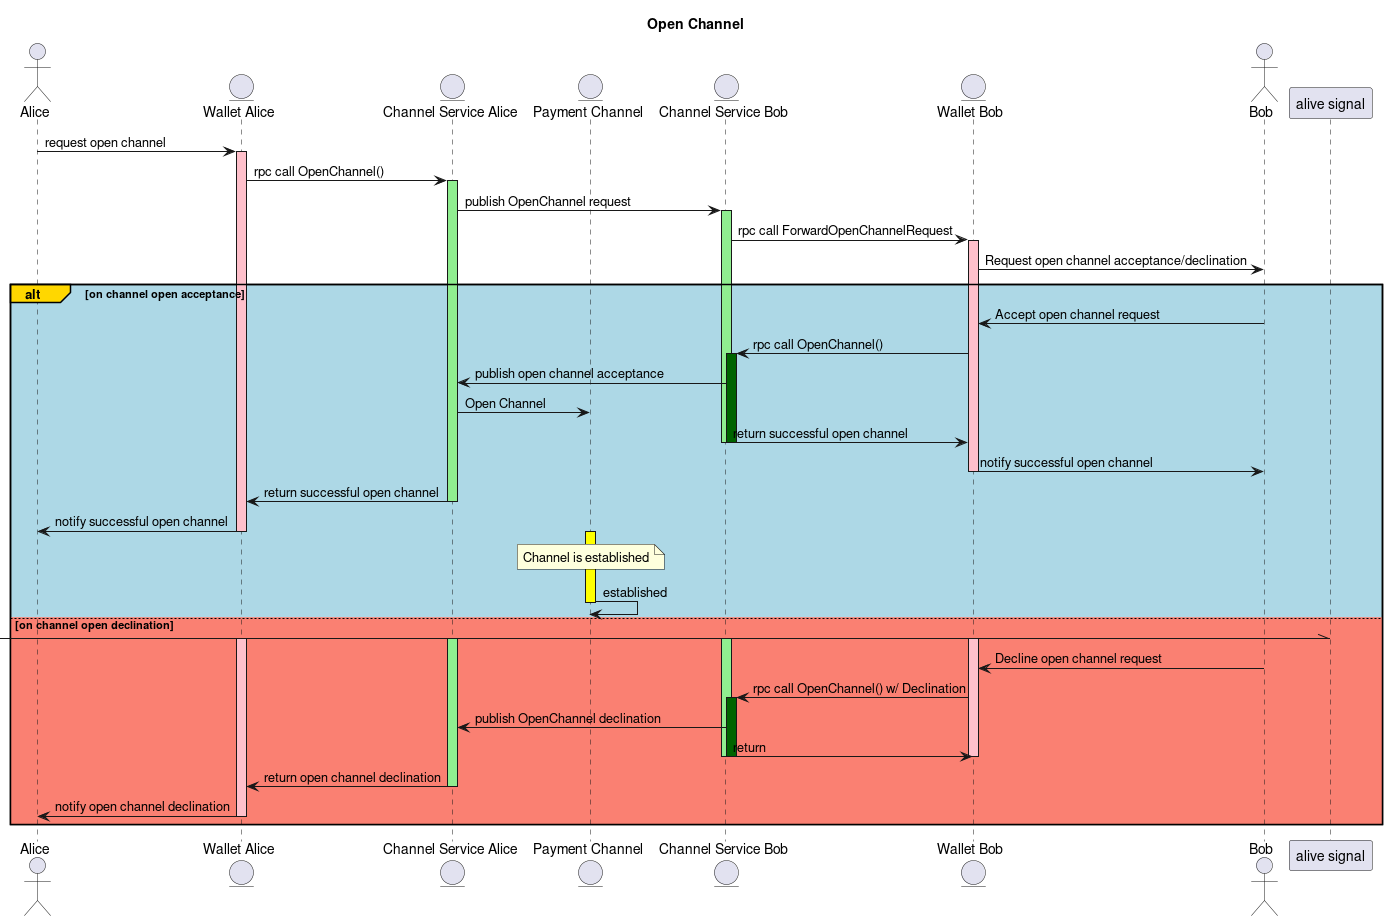 Open Channel
Alice
Wallet Alice
Channel Service Alice
Payment Channel
Channel Service Bob
Wallet Bob
Bob
alive signal
request open channel
rpc call OpenChannel()
publish OpenChannel request
rpc call ForwardOpenChannelRequest
Request open channel acceptance/declination
alt
[on channel open acceptance]
Accept open channel request
rpc call OpenChannel()
publish open channel acceptance
Open Channel
return successful open channel
notify successful open channel
return successful open channel
notify successful open channel
Channel is established
established
[on channel open declination]
Decline open channel request
rpc call OpenChannel() w/ Declination
publish OpenChannel declination
return
return open channel declination
notify open channel declination
Alice
Wallet Alice
Channel Service Alice
Payment Channel
Channel Service Bob
Wallet Bob
Bob
alive signal